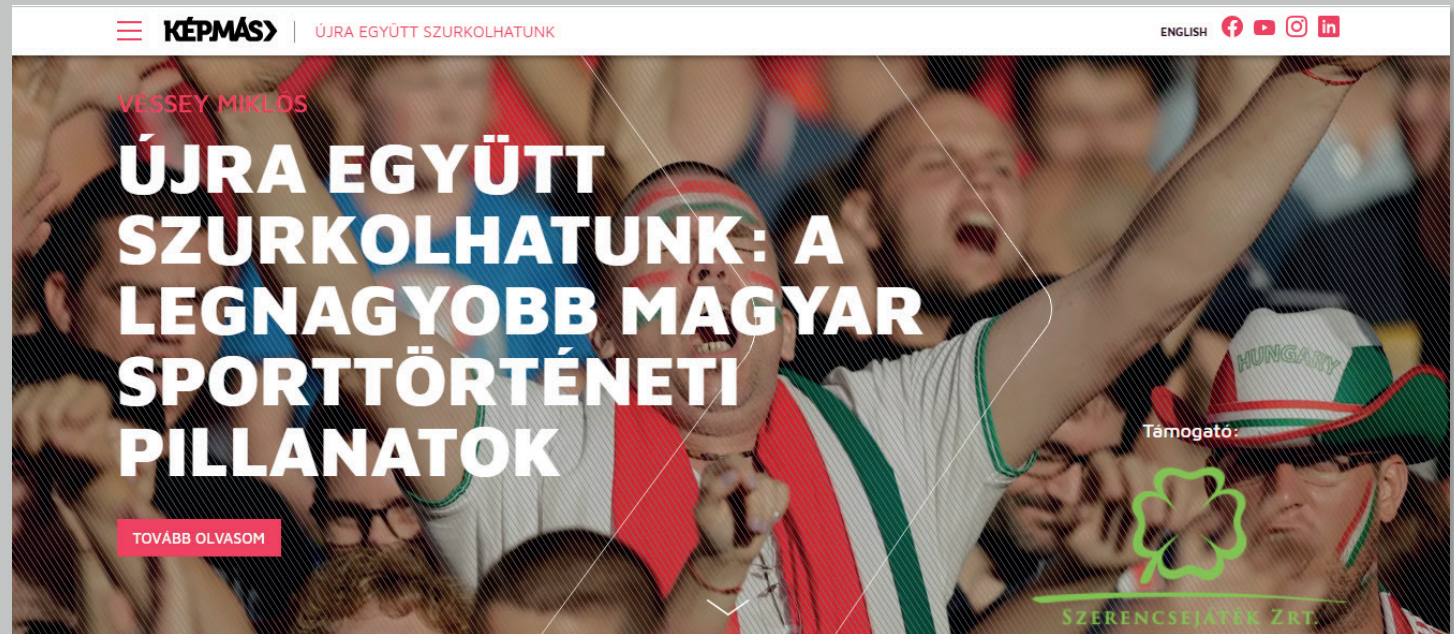 KÉPMÁS
ÚJRA EGYÜTT SZURKOLHATUNK
ENGLISH
VESSEY MIKLÓS
ÚJRA EGYÜTT
SZURKOLHATUNK: A
LEGNAGYOBB MAGYAR
SPORTTÖRTÉNETI
PILLANATOK
TOVÁBB OLVASOM
HUNGARY
Támogató:
SZERENCSEJÁTÉK ZRT.